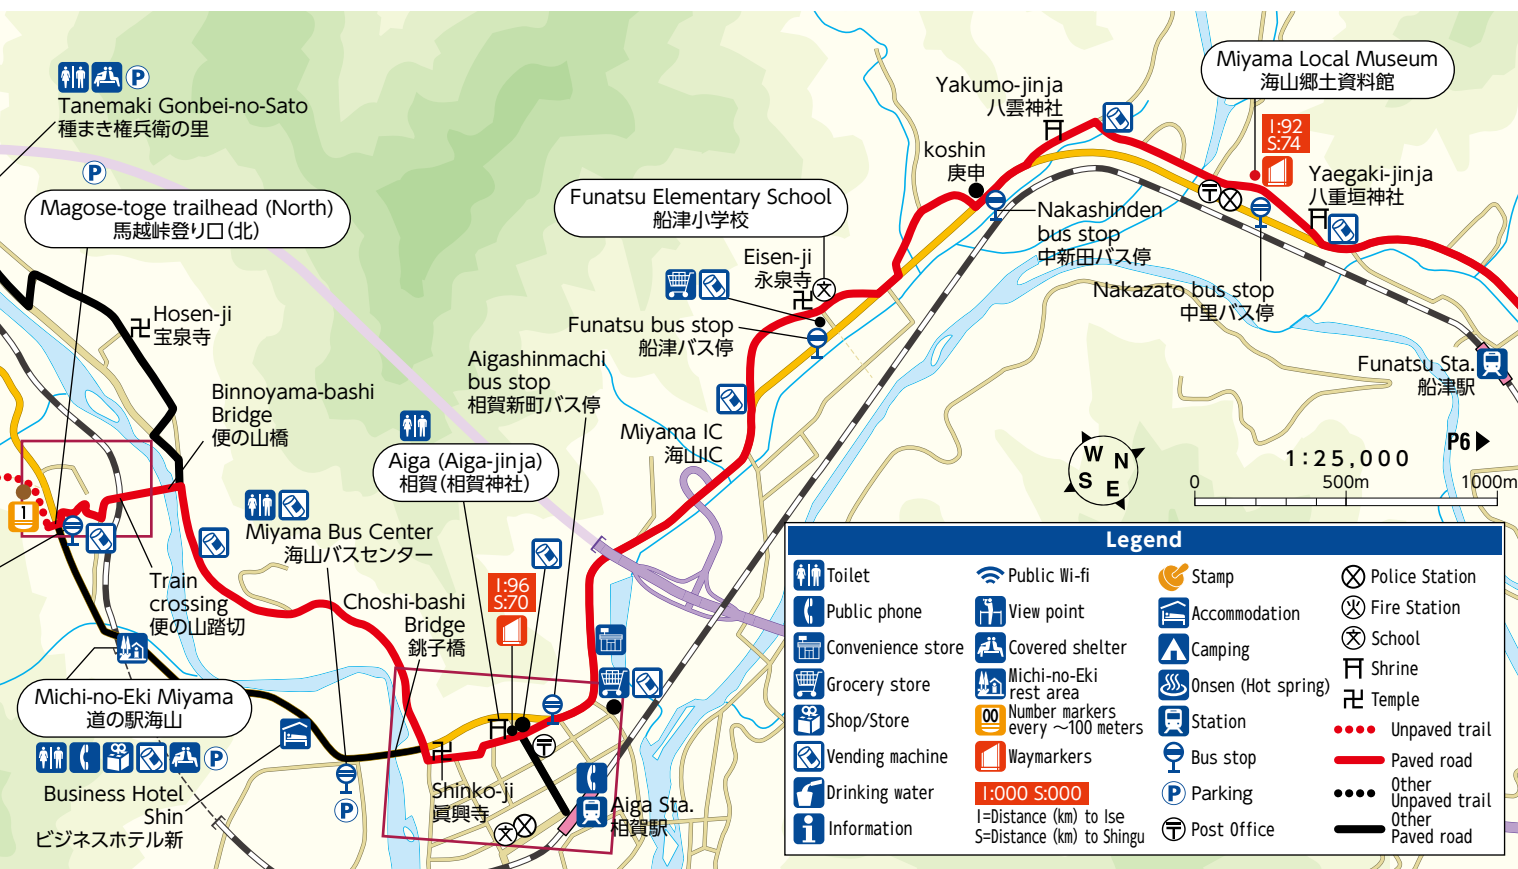 P
Tanemaki Gonbei-no-Sato
種まき権兵衛の里
P
Magose-toge trailhead (North)
馬越峠登り口(北)
Hosen-ji
宝泉寺
Binnoyama-bashi
Bridge
便の山橋
1
Train
crossing
便の山踏切
Miyama Bus Center
海山バスセンター
Michi-no-Eki Miyama
道の駅海山
P
Business Hotel
Shin
ビジネスホテル新
P
Choshi-bashi
Bridge
銚子橋
Shinko-ji
眞興寺
Aiga (Aiga-jinja)
相賀(相賀神社)
I:96
S:70
Aigashinmachi
bus stop
相賀新町バス停
文
Aiga Sta.
相賀駅
Miyama IC
海山IC
Funatsu bus stop
船津バス停
Eisen-ji
永泉寺
文
Funatsu Elementary School
船津小学校
koshin
庚申
Yakumo-jinja
八雲神社
Nakashinden
bus stop
中新田バス停
Miyama Local Museum
海山郷土資料館
I:92
S:74
Yaegaki-jinja
八重垣神社
Nakazato bus stop
中里バス停
Funatsu Sta.
船津駅
P6
W N
S E
1:25,000
0 500m 1000m
Legend
Toilet
Public phone
Convenience store
Grocery store
Shop/Store
Vending machine
Drinking water
i Information
Public Wi-fi
View point
Covered shelter
Michi-no-Eki
rest area
00 Number markers
every ～100 meters
Waymarkers
I:000 S:000
I=Distance (km) to Ise
S=Distance (km) to Shingu
Stamp
Accommodation
Camping
Onsen (Hot spring)
Station
Bus stop
P Parking
Post Office
Police Station
火 Fire Station
文 School
Shrine
Temple
Unpaved trail
Paved road
Other
Unpaved trail
Other
Paved road